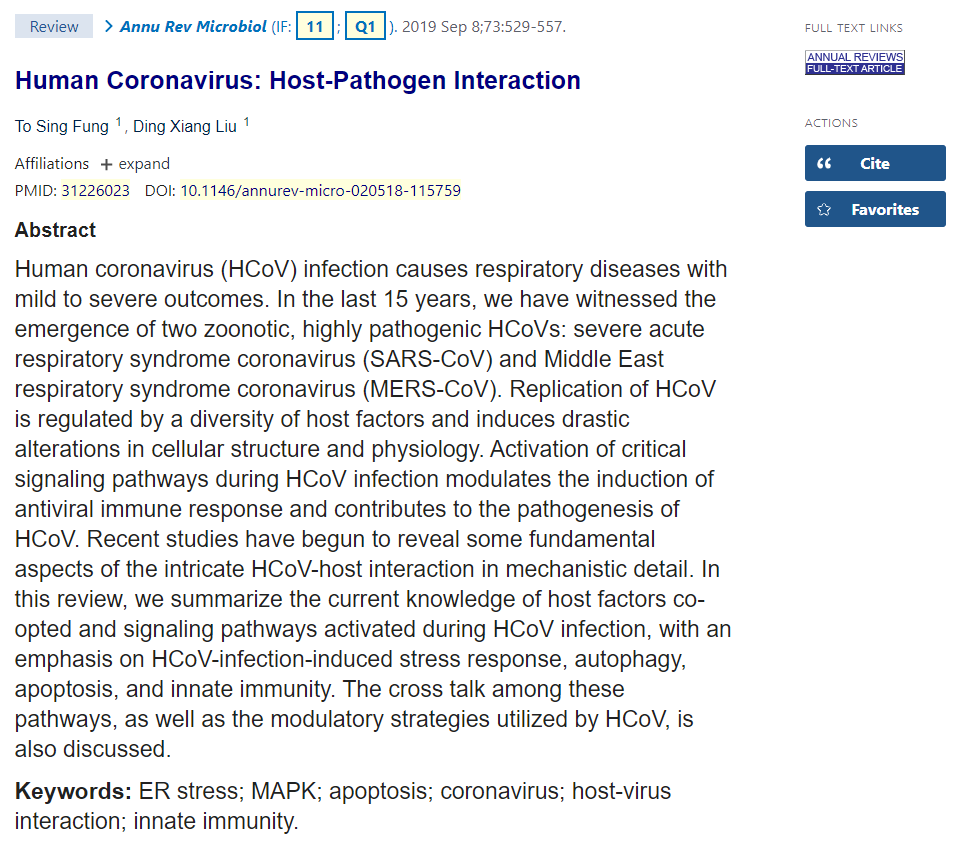 Review > Annu Rev Microbiol (IF: 11 ; Q1 ). 2019 Sep 8;73:529-557.
Human Coronavirus: Host-Pathogen Interaction
To Sing Fung 1 , Ding Xiang Liu 1
Affiliations + expand
PMID: 31226023 DOI: 10.1146/annurev-micro-020518-115759
Abstract
Human coronavirus (HCoV) infection causes respiratory diseases with
mild to severe outcomes. In the last 15 years, we have witnessed the
emergence of two zoonotic, highly pathogenic HCoVs: severe acute
respiratory syndrome coronavirus (SARS-CoV) and Middle East
respiratory syndrome coronavirus (MERS-CoV). Replication of HCoV
is regulated by a diversity of host factors and induces drastic
alterations in cellular structure and physiology. Activation of critical
signaling pathways during HCoV infection modulates the induction of
antiviral immune response and contributes to the pathogenesis of
HCoV. Recent studies have begun to reveal some fundamental
aspects of the intricate HCoV-host interaction in mechanistic detail. In
this review, we summarize the current knowledge of host factors co-
opted and signaling pathways activated during HCoV infection, with an
emphasis on HCoV-infection-induced stress response, autophagy,
apoptosis, and innate immunity. The cross talk among these
pathways, as well as the modulatory strategies utilized by HCoV, is
also discussed.
Keywords: ER stress; MAPK; apoptosis; coronavirus; host-virus
interaction; innate immunity.
FULL TEXT LINKS
ANNUAL REVIEWS
FULL-TEXT ARTICLE
ACTIONS
Cite
Favorites